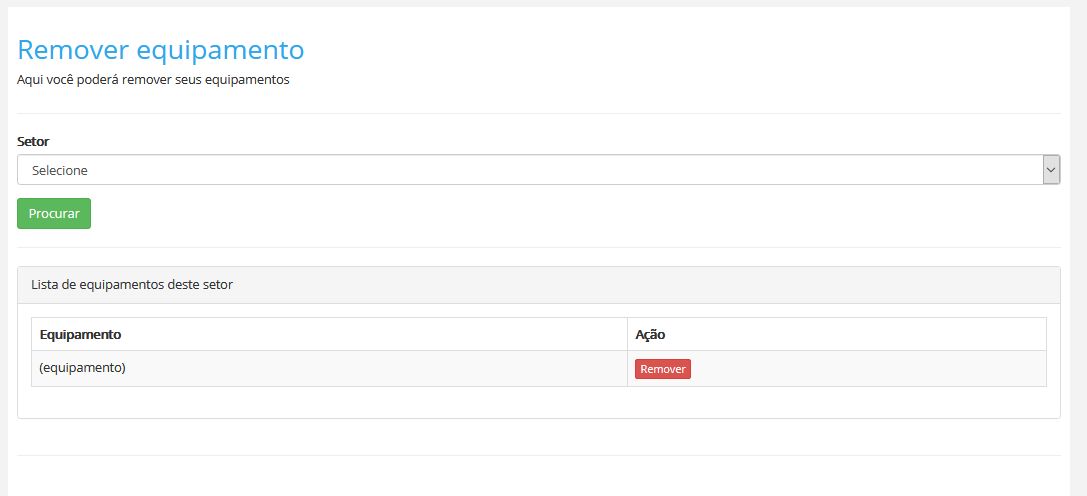 Remover equipamento
Aqui você poderá remover seus equipamentos
Setor
Selecione
Procurar
Lista de equipamentos deste setor
Equipamento Ação
(equipamento) Remover